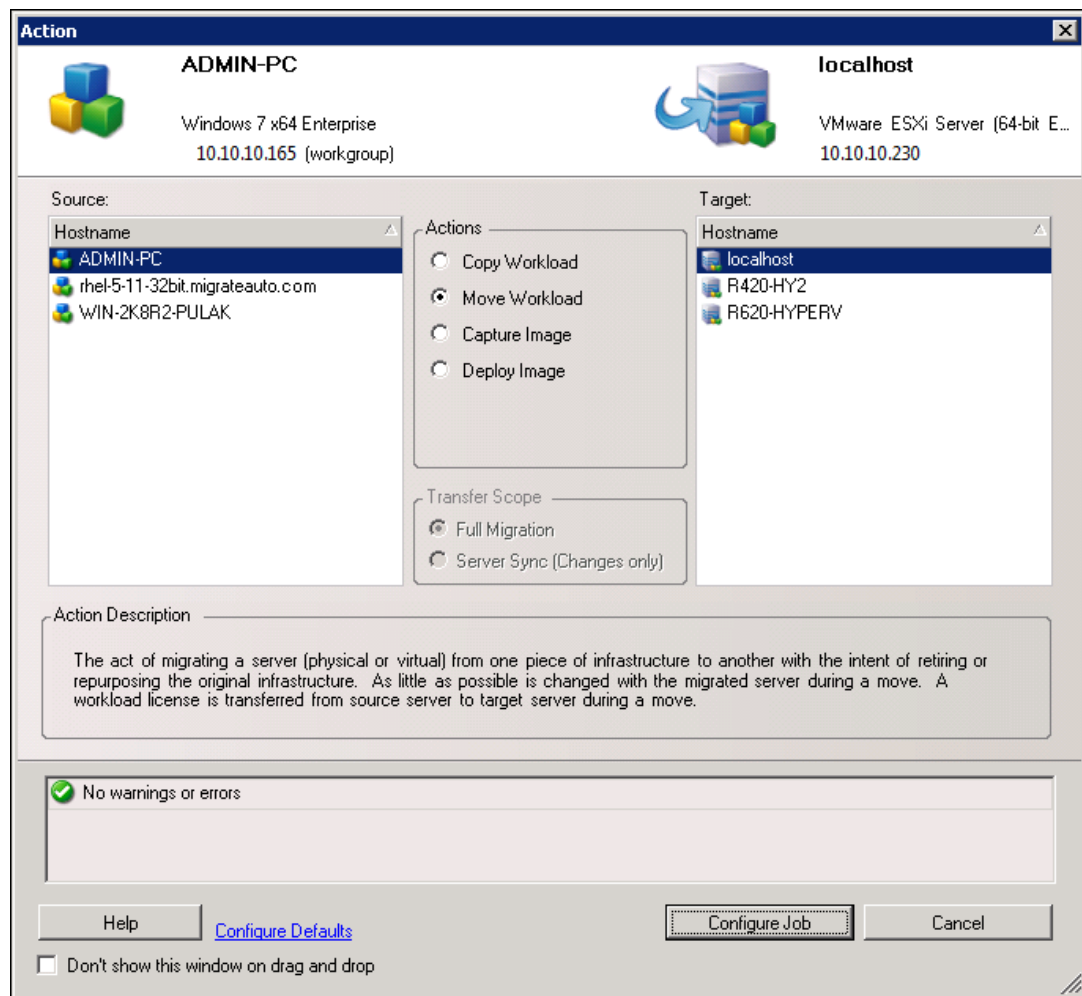 Action
ADMIN-PC
Windows 7 x64 Enterprise
10.10.10.165 (workgroup)
localhost
VMware ESXi Server (64-bit E...
10.10.10.230
Source:
Hostname
ADMIN-PC
rhel-5-11-32bit.migrateauto.com
WIN-2K8R2-PULAK
Actions
Copy Workload
Move Workload
Capture Image
Deploy Image
Transfer Scope
Full Migration
Server Sync (Changes only)
Target:
Hostname
localhost
R420-HY2
R620-HYPERV
Action Description
The act of migrating a server (physical or virtual) from one piece of infrastructure to another with the intent of retiring or
repurposing the original infrastructure. As little as possible is changed with the migrated server during a move. A
workload license is transferred from source server to target server during a move.
No warnings or errors
Help
Configure Defaults
Configure Job
Cancel
Don't show this window on drag and drop